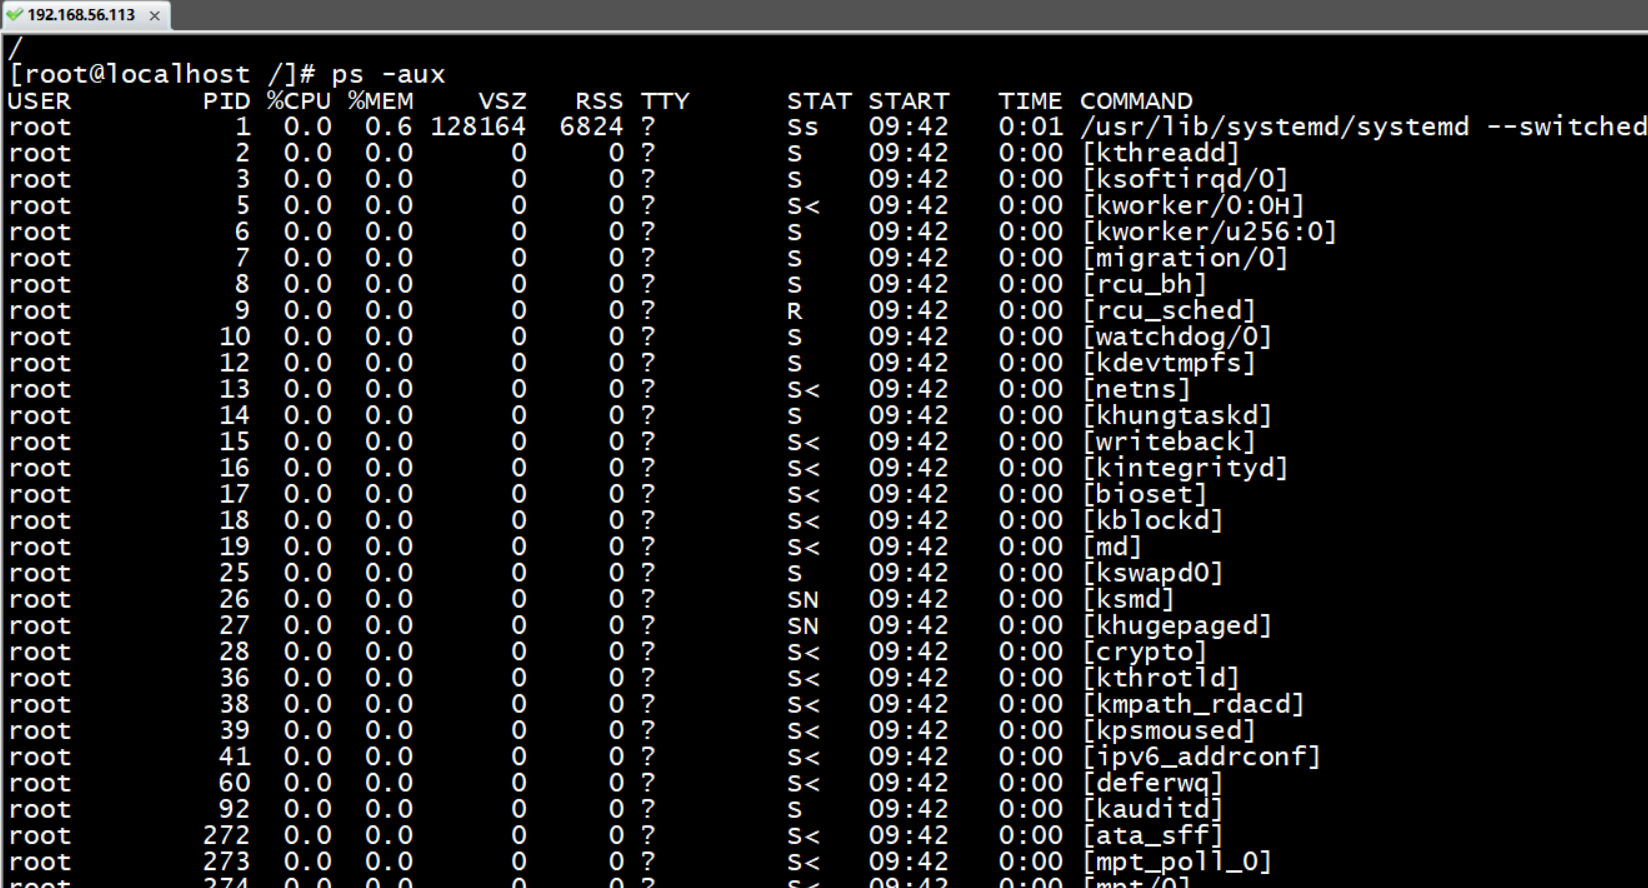 192.168.56.113 ×
/
[root@localhost /]# ps -aux
USER PID %CPU %MEM VSZ RSS TTY STAT START TIME COMMAND
root 1 0.0 0.6 128164 6824 ? Ss 09:42 0:01 /usr/lib/systemd/systemd --switched
root 2 0.0 0.0 0 0 ? S 09:42 0:00 [kthreadd]
root 3 0.0 0.0 0 0 ? S 09:42 0:00 [ksoftirqd/0]
root 5 0.0 0.0 0 0 ? S< 09:42 0:00 [kworker/0:0H]
root 6 0.0 0.0 0 0 ? S 09:42 0:00 [kworker/u256:0]
root 7 0.0 0.0 0 0 ? S 09:42 0:00 [migration/0]
root 8 0.0 0.0 0 0 ? S 09:42 0:00 [rcu_bh]
root 9 0.0 0.0 0 0 ? R 09:42 0:00 [rcu_sched]
root 10 0.0 0.0 0 0 ? S 09:42 0:00 [watchdog/0]
root 12 0.0 0.0 0 0 ? S 09:42 0:00 [kdevtmpfs]
root 13 0.0 0.0 0 0 ? S< 09:42 0:00 [netns]
root 14 0.0 0.0 0 0 ? S 09:42 0:00 [khungtaskd]
root 15 0.0 0.0 0 0 ? S< 09:42 0:00 [writeback]
root 16 0.0 0.0 0 0 ? S< 09:42 0:00 [kintegrityd]
root 17 0.0 0.0 0 0 ? S< 09:42 0:00 [bioset]
root 18 0.0 0.0 0 0 ? S< 09:42 0:00 [kblockd]
root 19 0.0 0.0 0 0 ? S< 09:42 0:00 [md]
root 25 0.0 0.0 0 0 ? S 09:42 0:00 [kswapd0]
root 26 0.0 0.0 0 0 ? SN 09:42 0:00 [ksmd]
root 27 0.0 0.0 0 0 ? SN 09:42 0:00 [khugepaged]
root 28 0.0 0.0 0 0 ? S< 09:42 0:00 [crypto]
root 36 0.0 0.0 0 0 ? S< 09:42 0:00 [kthrotld]
root 38 0.0 0.0 0 0 ? S< 09:42 0:00 [kmpath_rdacd]
root 39 0.0 0.0 0 0 ? S< 09:42 0:00 [kpsmoused]
root 41 0.0 0.0 0 0 ? S< 09:42 0:00 [ipv6_addrconf]
root 60 0.0 0.0 0 0 ? S< 09:42 0:00 [deferwq]
root 92 0.0 0.0 0 0 ? S 09:42 0:00 [kauditd]
root 272 0.0 0.0 0 0 ? S< 09:42 0:00 [ata_sff]
root 273 0.0 0.0 0 0 ? S< 09:42 0:00 [mpt_poll_0]
root 274 0.0 0.0 0 0 ? S< 09:42 0:00 [mpt/0]